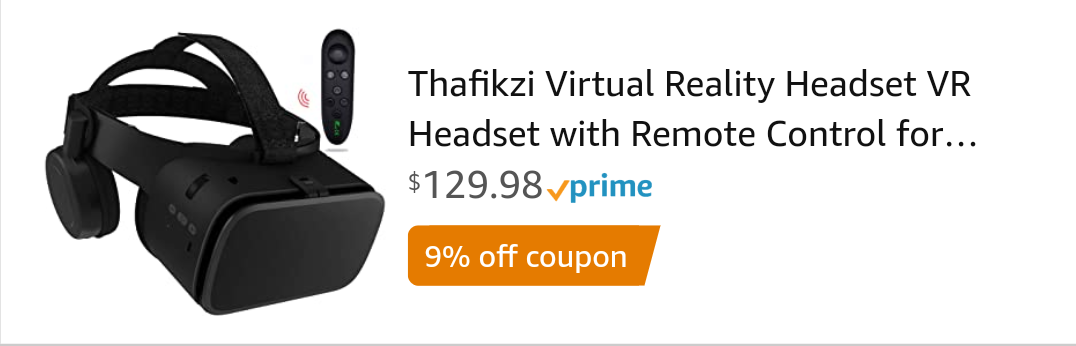 Thafikzi Virtual Reality Headset VR
Headset with Remote Control for...
$129.98 prime
9% off coupon